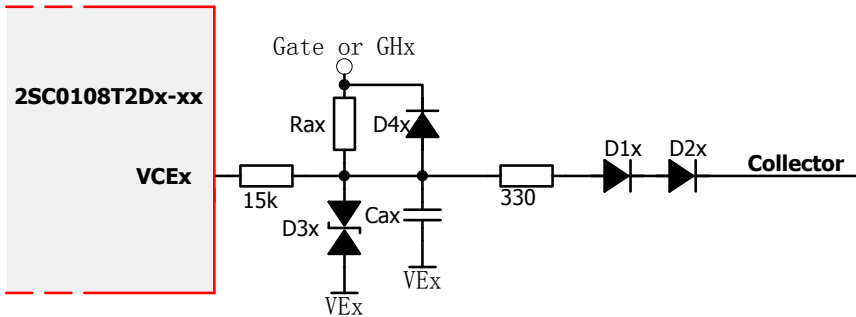 Gate or GHx
2SC0108T2Dx-xx
Rax
D4x
VCEx
D1x
D2x
Collector
15k
330
D3x
Cax
VEx
VEx